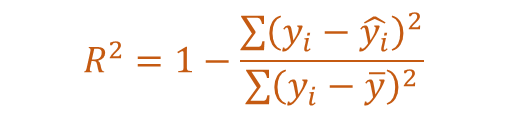 R² = 1 − ∑(yᵢ − ŷᵢ)² / ∑(yᵢ − ȳ)²